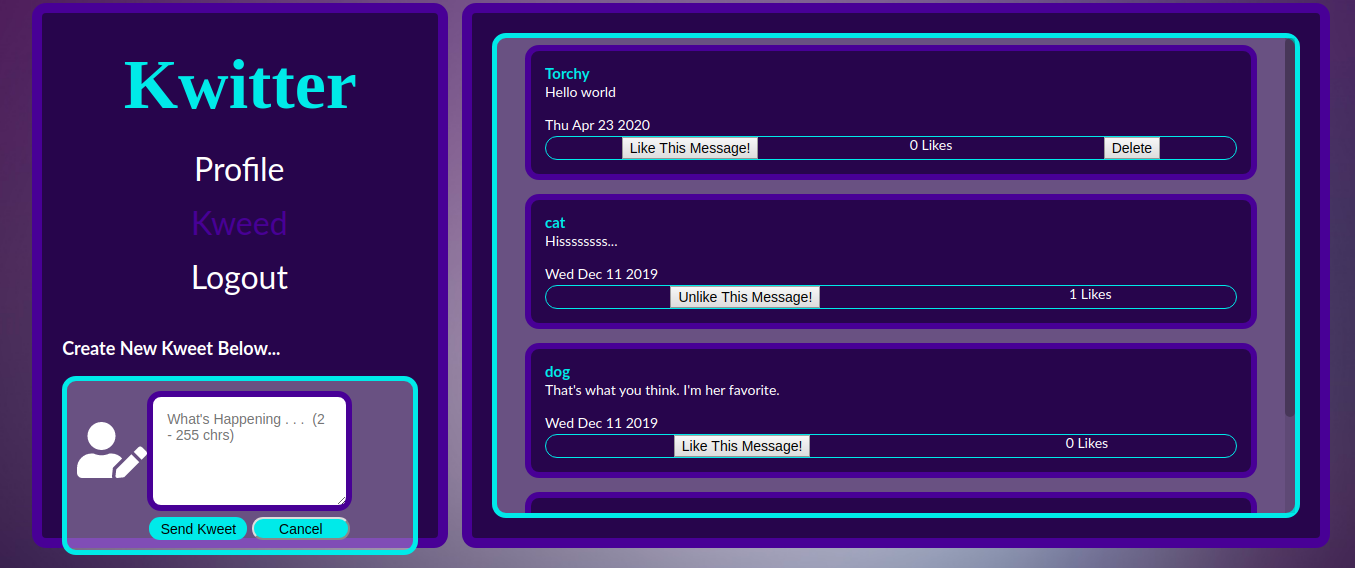 Kwitter
Profile
Kweed
Logout
Create New Kweet Below...
What's Happening . . .  (2
- 255 chrs)
Send Kweet Cancel
Torchy
Hello world
Thu Apr 23 2020
Like This Message! 0 Likes Delete
cat
Hisssssssss...
Wed Dec 11 2019
Unlike This Message! 1 Likes
dog
That's what you think. I'm her favorite.
Wed Dec 11 2019
Like This Message! 0 Likes